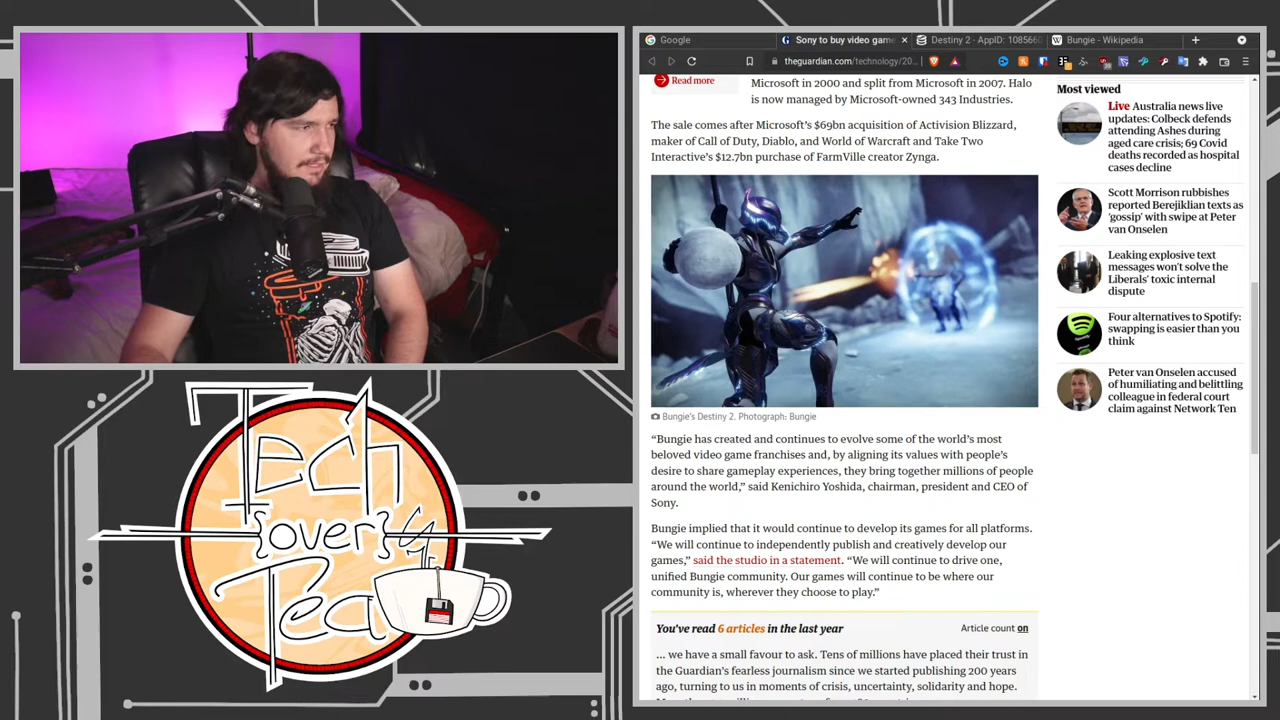 Google
Sony to buy video game
Destiny 2 - AppID: 108566
Bungie - Wikipedia
theguardian.com/technology/20...
Read more
Microsoft in 2000 and split from Microsoft in 2007. Halo
is now managed by Microsoft-owned 343 Industries.
The sale comes after Microsoft's $69bn acquisition of Activision Blizzard,
maker of Call of Duty, Diablo, and World of Warcraft and Take Two
Interactive's $12.7bn purchase of FarmVille creator Zynga.
Bungie's Destiny 2. Photograph: Bungie
“Bungie has created and continues to evolve some of the world's most
beloved video game franchises and, by aligning its values with people's
desire to share gameplay experiences, they bring together millions of people
around the world,” said Kenichiro Yoshida, chairman, president and CEO of
Sony.
Bungie implied that it would continue to develop its games for all platforms.
“We will continue to independently publish and creatively develop our
games,” said the studio in a statement. “We will continue to drive one,
unified Bungie community. Our games will continue to be where our
community is, wherever they choose to play.”
You've read 6 articles in the last year
Article count on
... we have a small favour to ask. Tens of millions have placed their trust in
the Guardian's fearless journalism since we started publishing 200 years
ago, turning to us in moments of crisis, uncertainty, solidarity and hope.
Most viewed
Live Australia news live
updates: Colbeck defends
attending Ashes during
aged care crisis; 69 Covid
deaths recorded as hospital
cases decline
Scott Morrison rubbishes
reported Berejiklian texts as
‘gossip’ with swipe at Peter
van Onselen
Leaking explosive text
messages won't solve the
Liberals' toxic internal
dispute
Four alternatives to Spotify:
swapping is easier than you
think
Peter van Onselen accused
of humiliating and belittling
colleague in federal court
claim against Network Ten
Tech
{over}
Tea